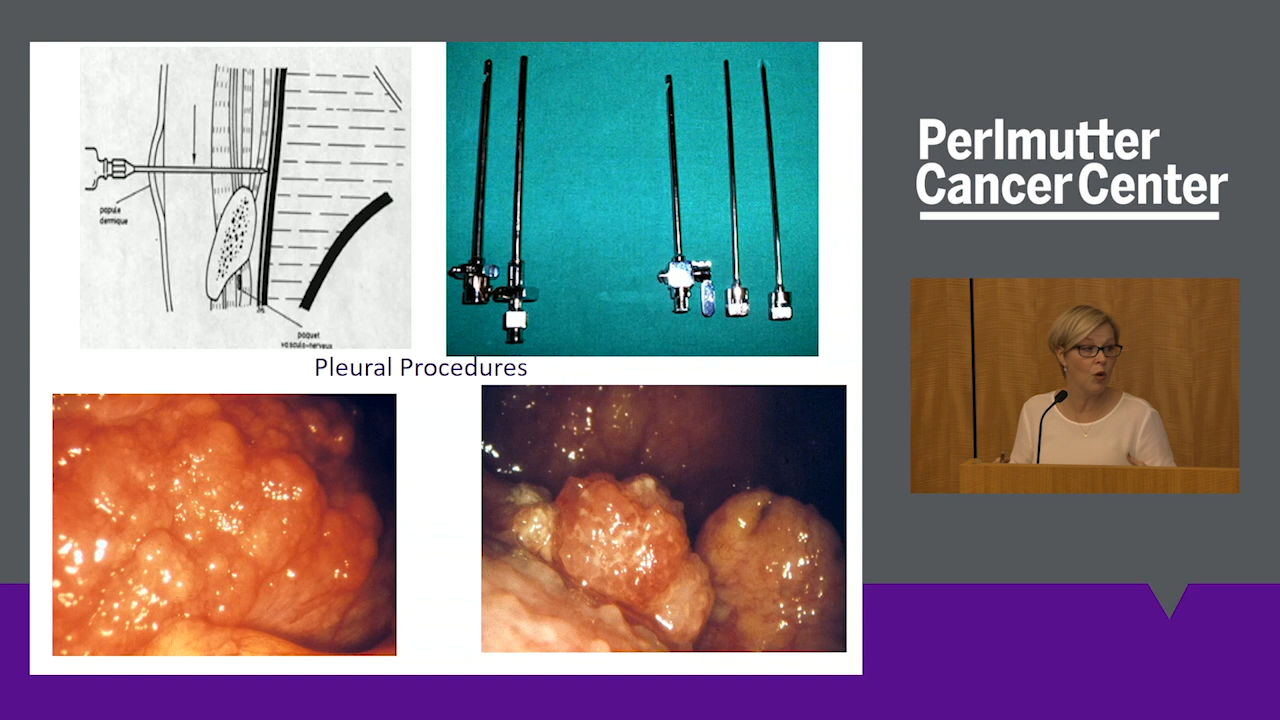 papule
dermique
paquet
vasculo-nerveux
Pleural Procedures
Perlmutter
Cancer Center